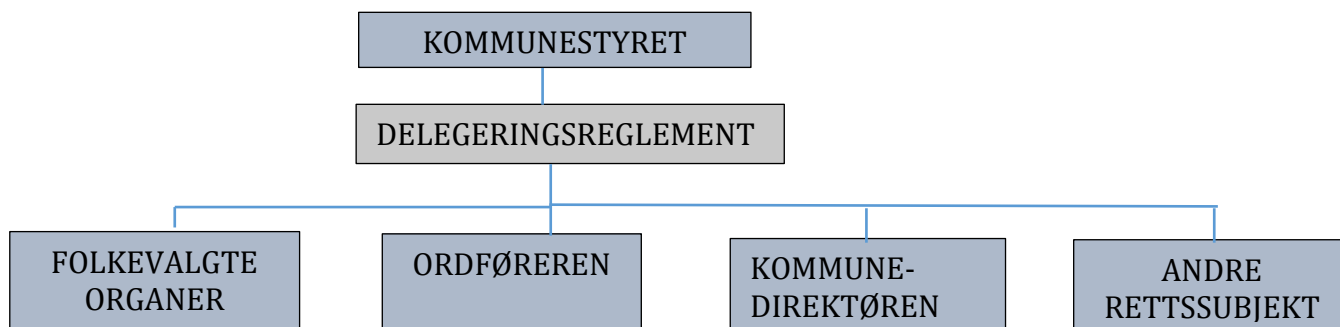 KOMMUNESTYRET
DELEGERINGSREGLEMENT
FOLKEVALGTE
ORGANER
ORDFØREREN
KOMMUNE-
DIREKTØREN
ANDRE
RETTSSUBJEKT